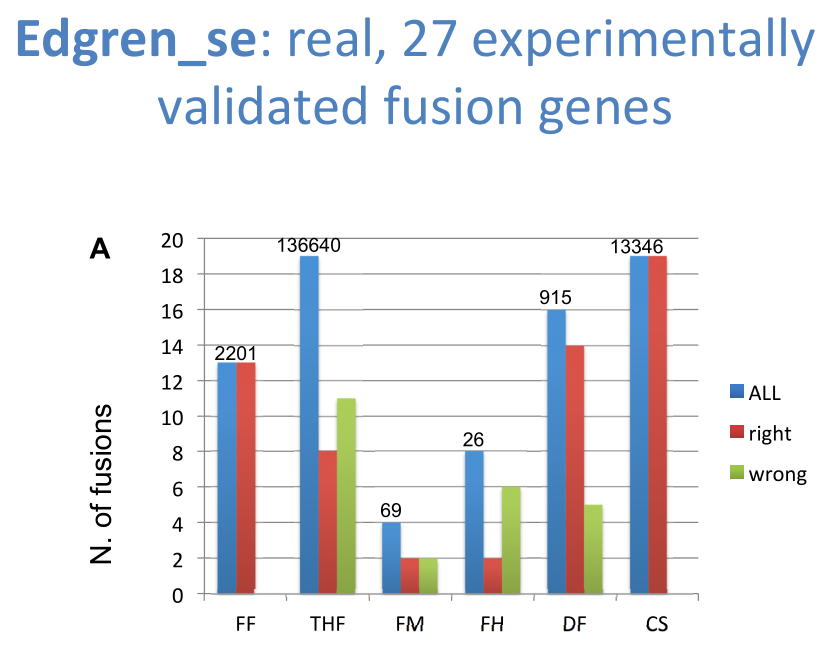 Edgren_se: real, 27 experimentally
validated fusion genes
A
N. of fusions
20
18
16
14
12
10
8
6
4
2
0
2201
136640
69
26
915
13346
FF
THF
FM
FH
DF
CS
ALL
right
wrong